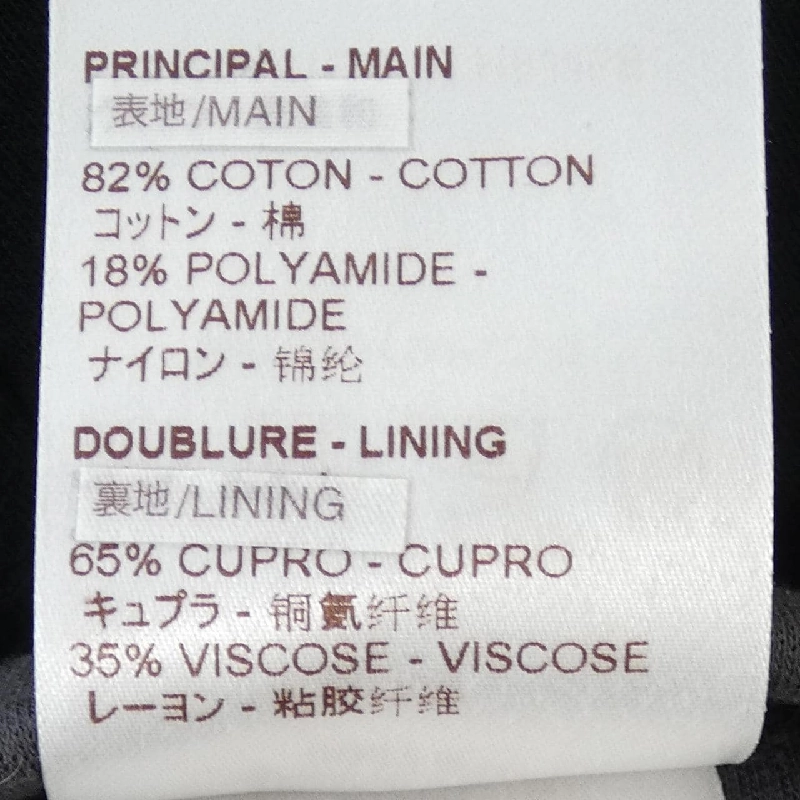 PRINCIPAL - MAIN
表地/MAIN
82% COTON - COTTON
コットン - 棉
18% POLYAMIDE -
POLYAMIDE
ナイロン - 锦纶
DOUBLURE - LINING
裏地/LINING
65% CUPRO - CUPRO
キュプラ - 铜氨纤维
35% VISCOSE - VISCOSE
レーヨン - 粘胶纤维